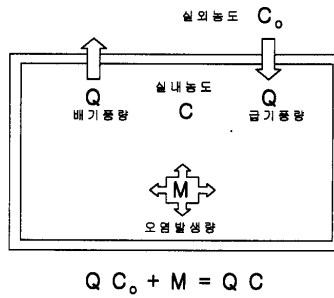 실외농도 C₀
실내농도
Q C Q
배기풍량 급기풍량
M
오염발생량
Q C₀ + M = Q C